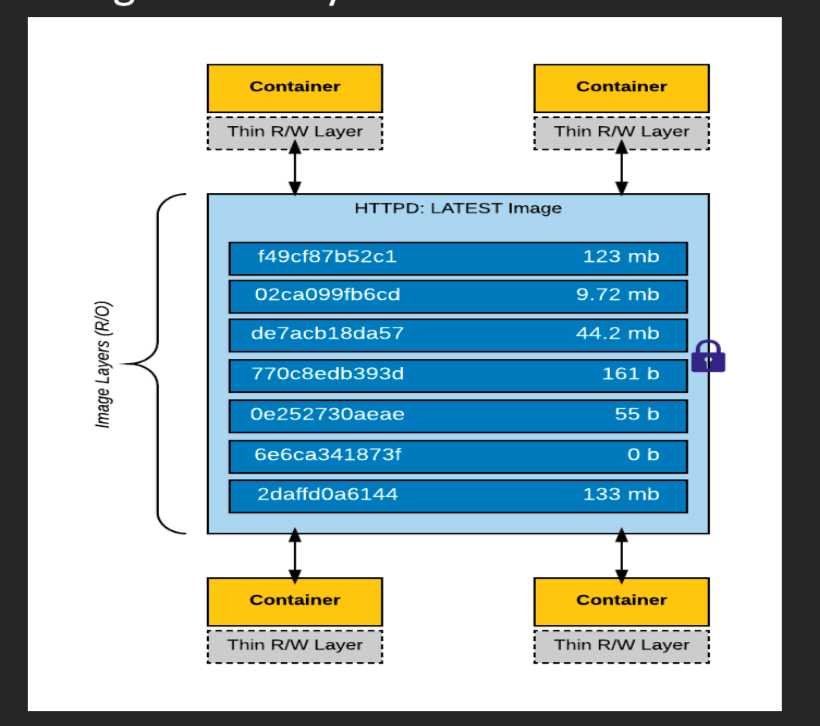 Container Container
Thin R/W Layer Thin R/W Layer
HTTPD: LATEST Image
f49cf87b52c1 123 mb
02ca099fb6cd 9.72 mb
de7acb18da57 44.2 mb
Image Layers (R/O)
770c8edb393d 161 b
0e252730aeae 55 b
6e6ca341873f 0 b
2daffd0a6144 133 mb
Container Container
Thin R/W Layer Thin R/W Layer